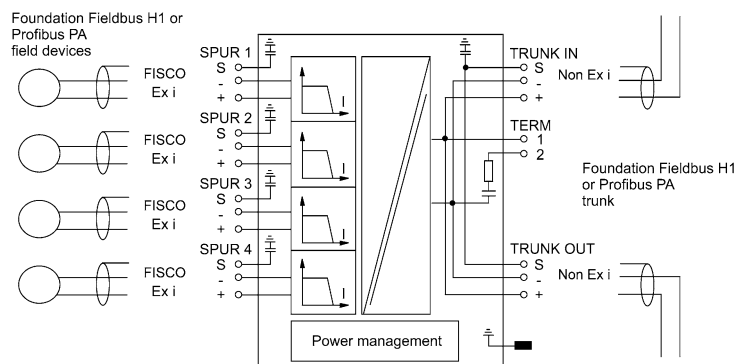 Foundation Fieldbus H1 or
Profibus PA
field devices
SPUR 1
FISCO
Ex i
S
-
+
SPUR 2
FISCO
Ex i
S
-
+
SPUR 3
FISCO
Ex i
S
-
+
SPUR 4
FISCO
Ex i
S
-
+
I
I
I
I
Power management
TRUNK IN
S
-
+
Non Ex i
TERM
1
2
Foundation Fieldbus H1
or Profibus PA
trunk
TRUNK OUT
S
-
+
Non Ex i